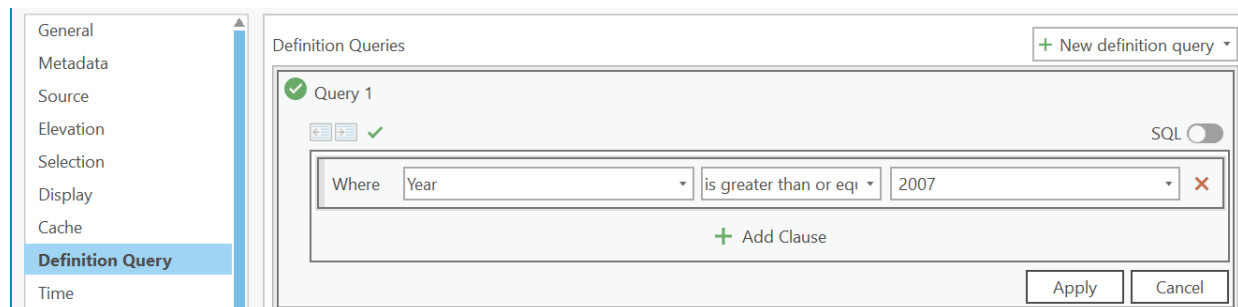 General
Metadata
Source
Elevation
Selection
Display
Cache
Definition Query
Time
Definition Queries
New definition query
Query 1
SQL
Where Year is greater than or equ 2007
Add Clause
Apply Cancel